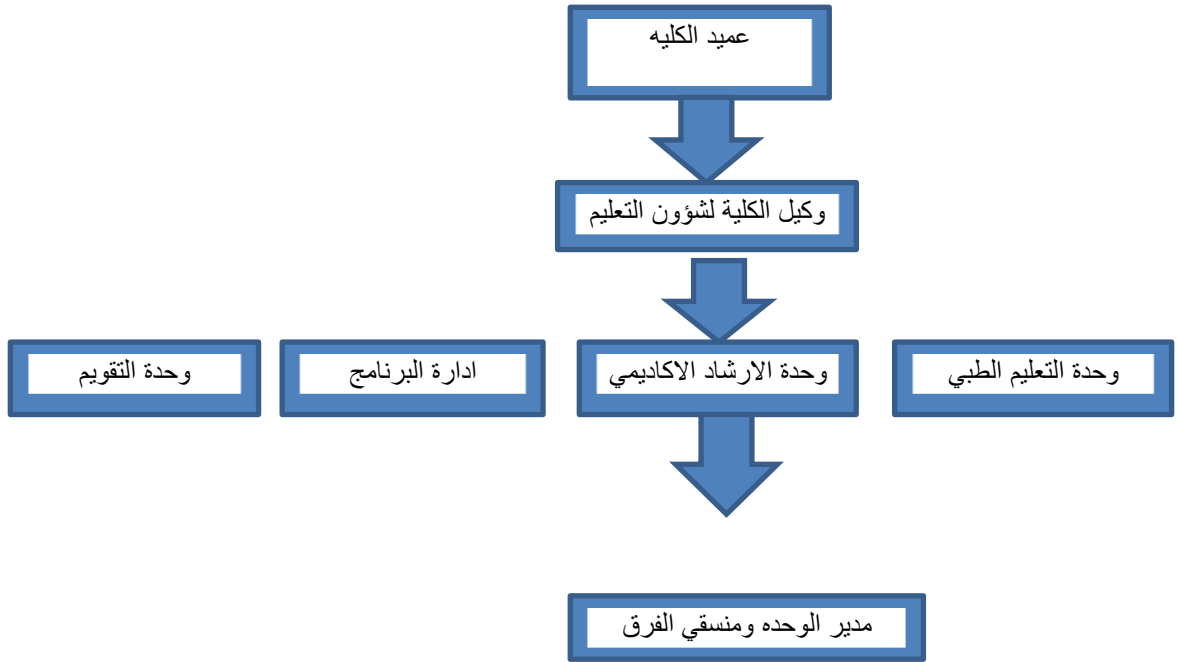 عميد الكليه
وكيل الكلية لشؤون التعليم
وحدة التعليم الطبي
وحدة الارشاد الاكاديمي
ادارة البرنامج
وحدة التقويم
مدير الوحده ومنسقي الفرق